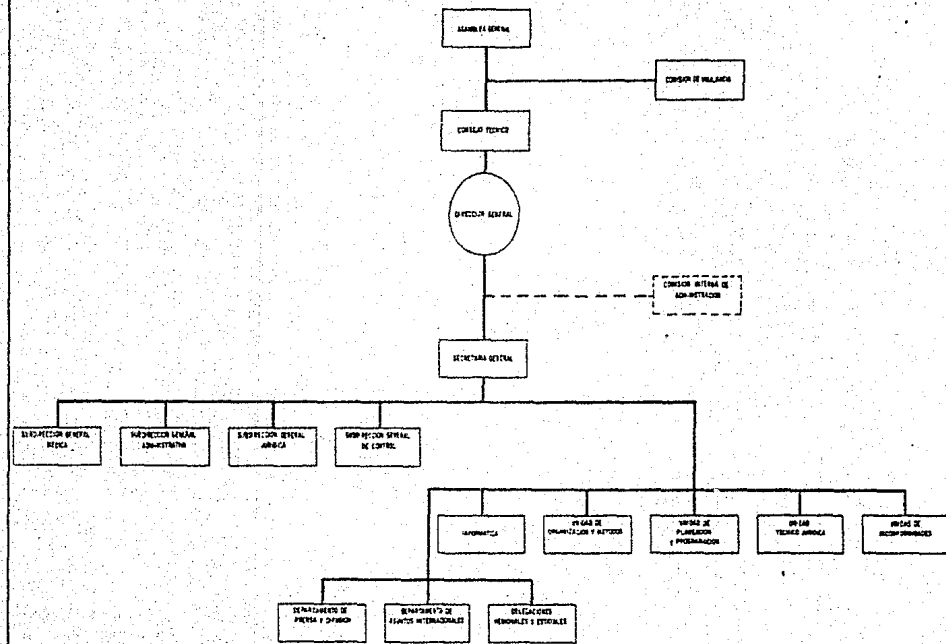 ASAMBLEA GENERAL
COMISION DE VIGILANCIA
CONSEJO TECNICO
DIRECCION GENERAL
COMISION INTERNA DE
ADMINISTRACION
SECRETARIA GENERAL
SUBDIRECCION GENERAL
MEDICA
SUBDIRECCION GENERAL
ADMINISTRATIVA
SUBDIRECCION GENERAL
JURIDICA
SUBDIRECCION GENERAL
DE CONTROL
INFORMATICA
UNIDAD DE
ORGANIZACION Y METODOS
UNIDAD DE
PLANEACION
y PROGRAMACION
UNIDAD
TECNICO JURIDICA
UNIDAD DE
INCONFORMIDADES
DEPARTAMENTO DE
PRENSA y DIFUSION
DEPARTAMENTO DE
ASUNTOS INTERNACIONALES
DELEGACIONES
REGIONALES y ESTATALES